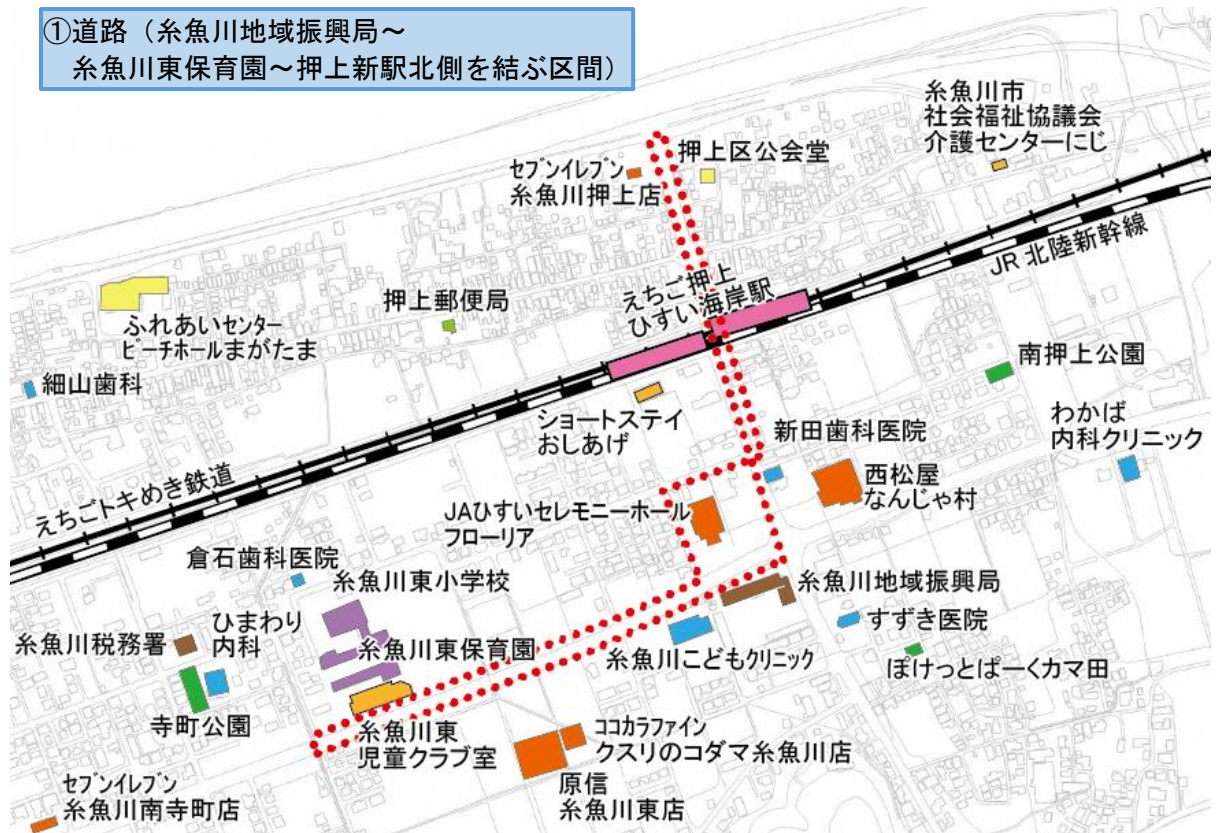 ①道路（糸魚川地域振興局～
糸魚川東保育園～押上新駅北側を結ぶ区間）
糸魚川市
社会福祉協議会
介護センターにじ
セブンイレブン
糸魚川押上店
押上区公会堂
えちご押上
ひすい海岸駅
JR 北陸新幹線
押上郵便局
ふれあいセンター
ビーチホールまがたま
細山歯科
南押上公園
ショートステイ
おしあげ
新田歯科医院
わかば
内科クリニック
西松屋
なんじゃ村
えちごトキめき鉄道
JAひすいセレモニーホール
フローリア
倉石歯科医院
糸魚川東小学校
糸魚川地域振興局
ひまわり
内科
糸魚川税務署
糸魚川東保育園
すずき医院
糸魚川こどもクリニック
ぽけっとぱーくカマ田
寺町公園
糸魚川東
児童クラブ室
ココカラファイン
クスリのコダマ糸魚川店
原信
糸魚川東店
セブンイレブン
糸魚川南寺町店